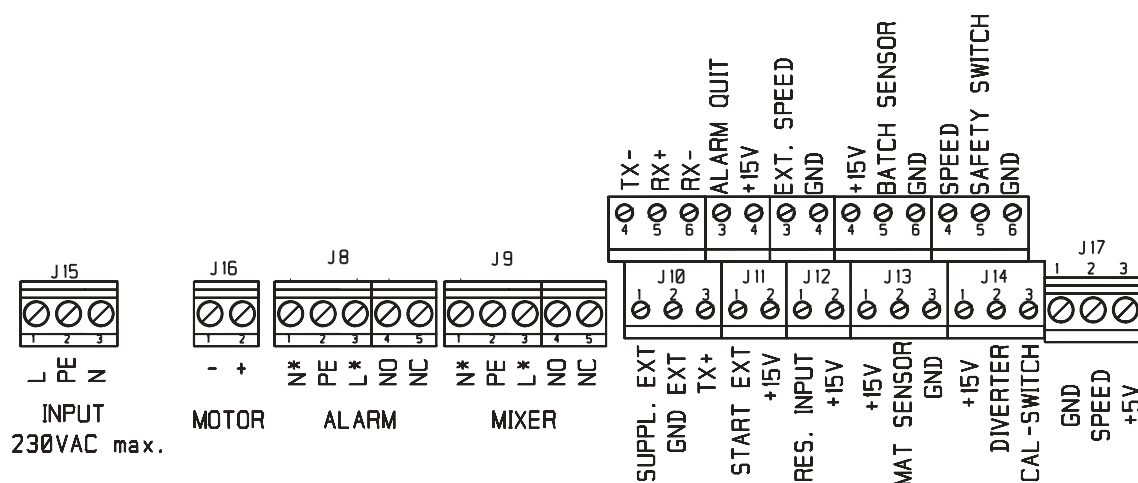 TX-
RX+
RX-
ALARM QUIT
+15V
EXT. SPEED
GND
+15V
BATCH SENSOR
GND
SPEED
SAFETY SWITCH
GND
4 5 6 3 4 3 4 4 5 6 4 5 6
J15
J16
J8
J9
J10
J11
J12
J13
J14
J17
1 2 3 1 2 1 2 1 2 1 2 3 1 2 3 1 2 3
1 2 3
1 2
1 2 3 4 5
1 2 3 4 5
L
PE
N
INPUT
230VAC max.
-
+
MOTOR
N*
PE
L*
NO
NC
ALARM
N*
PE
L*
NO
NC
MIXER
SUPPL. EXT
GND EXT
TX+
START EXT
+15V
RES. INPUT
+15V
+15V
MAT SENSOR
GND
+15V
DIVERTER
CAL-SWITCH
GND
SPEED
+5V